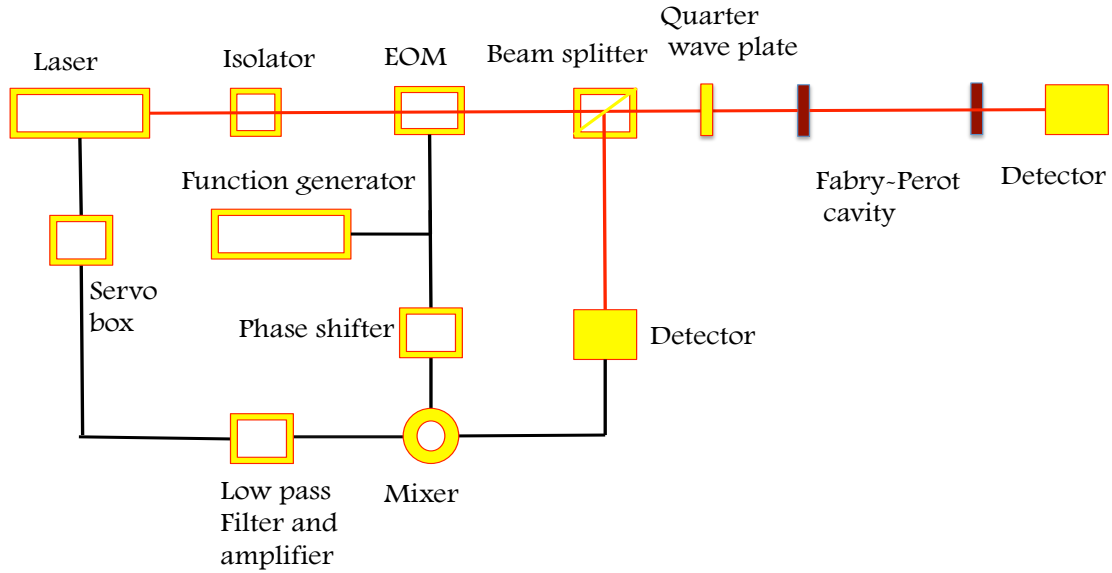 Quarter
wave plate
Laser
Isolator
EOM
Beam splitter
Function generator
Fabry-Perot
cavity
Detector
Servo
box
Phase shifter
Detector
Low pass
Filter and
amplifier
Mixer